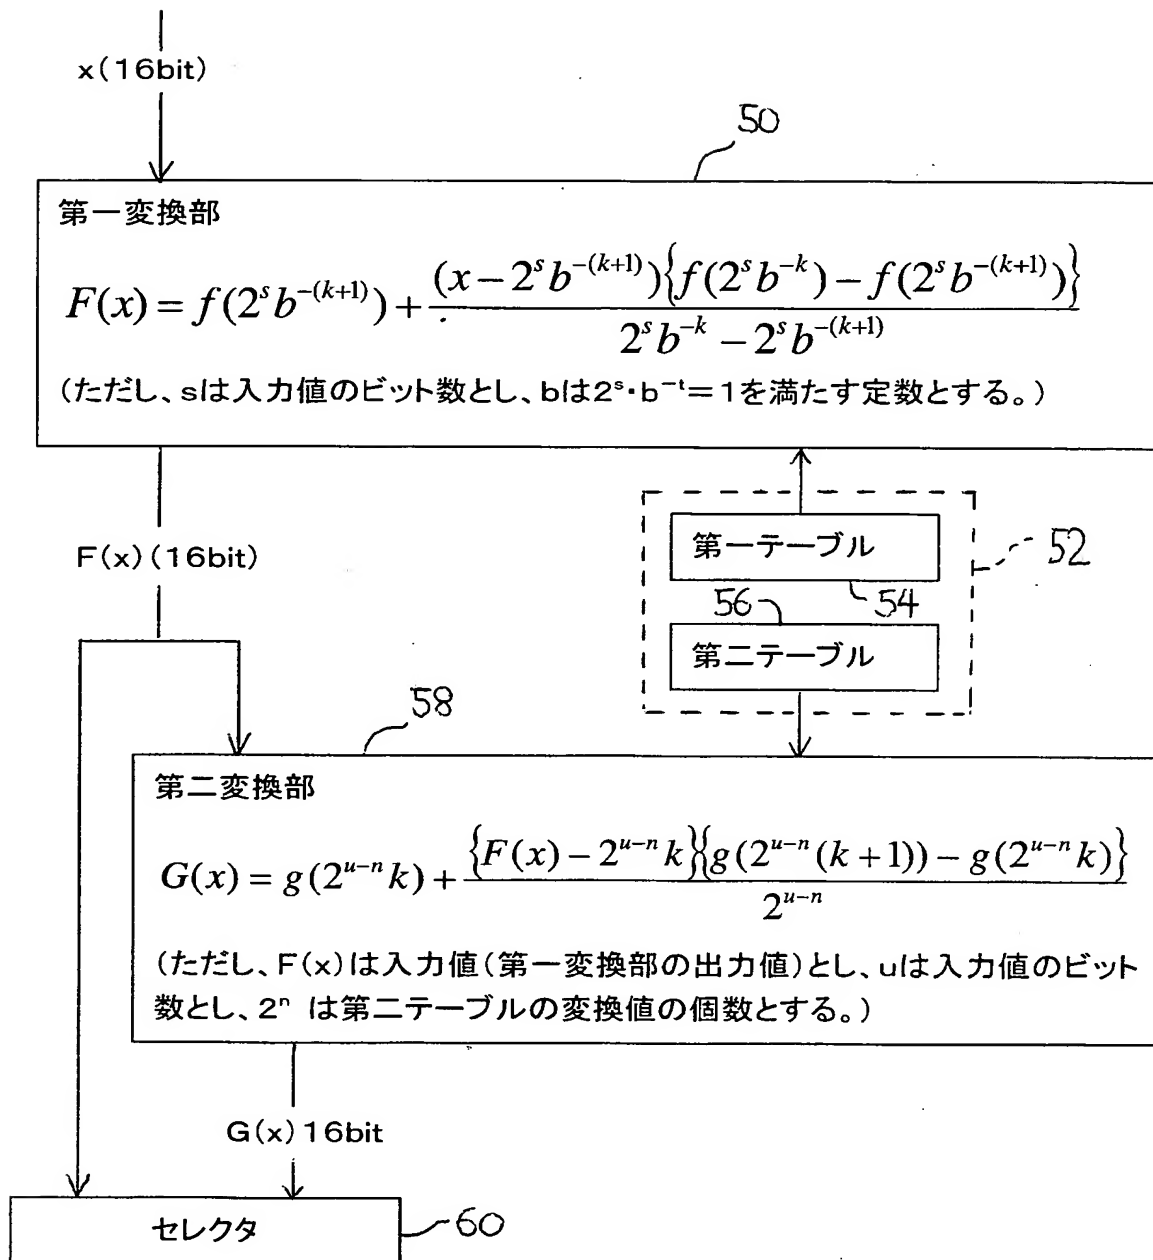 x(16bit)
50
第一変換部
F(x) = f(2^s b^{-(k+1)}) + \frac{(x - 2^s b^{-(k+1)})\{f(2^s b^{-k}) - f(2^s b^{-(k+1)})\}}{2^s b^{-k} - 2^s b^{-(k+1)}}
(ただし、sは入力値のビット数とし、bは2ˢ・b⁻ᵗ=1を満たす定数とする。)
F(x)(16bit)
第一テーブル
52
56
54
第二テーブル
58
第二変換部
G(x) = g(2^{u-n} k) + \frac{\{F(x) - 2^{u-n} k\}\{g(2^{u-n}(k+1)) - g(2^{u-n} k)\}}{2^{u-n}}
(ただし、F(x)は入力値(第一変換部の出力値)とし、uは入力値のビット
数とし、2ⁿ は第二テーブルの変換値の個数とする。)
G(x)16bit
セレクタ
60